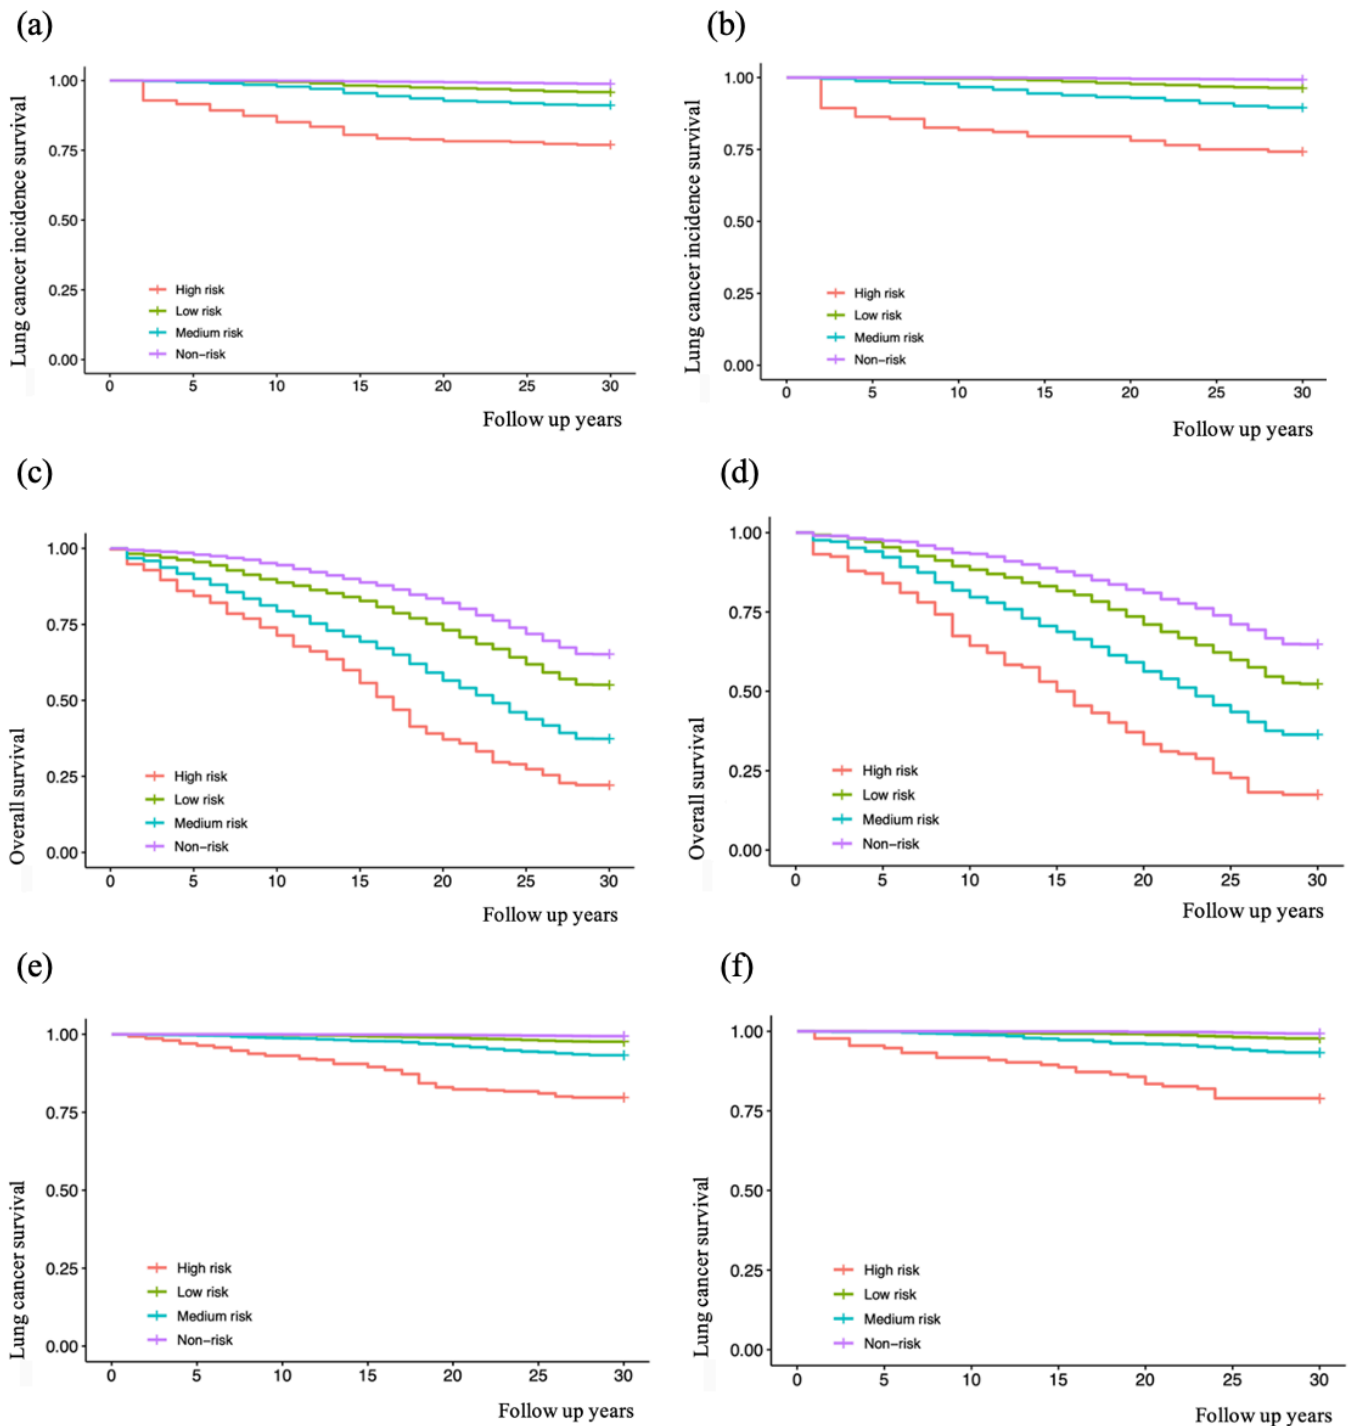 (a)
Lung cancer incidence survival
1.00
0.75
0.50
0.25
0.00
High risk
Low risk
Medium risk
Non-risk
0 5 10 15 20 25 30
Follow up years
(b)
Lung cancer incidence survival
1.00
0.75
0.50
0.25
0.00
High risk
Low risk
Medium risk
Non-risk
0 5 10 15 20 25 30
Follow up years
(c)
Overall survival
1.00
0.75
0.50
0.25
0.00
High risk
Low risk
Medium risk
Non-risk
0 5 10 15 20 25 30
Follow up years
(d)
Overall survival
1.00
0.75
0.50
0.25
0.00
High risk
Low risk
Medium risk
Non-risk
0 5 10 15 20 25 30
Follow up years
(e)
Lung cancer survival
1.00
0.75
0.50
0.25
0.00
High risk
Low risk
Medium risk
Non-risk
0 5 10 15 20 25 30
Follow up years
(f)
Lung cancer survival
1.00
0.75
0.50
0.25
0.00
High risk
Low risk
Medium risk
Non-risk
0 5 10 15 20 25 30
Follow up years